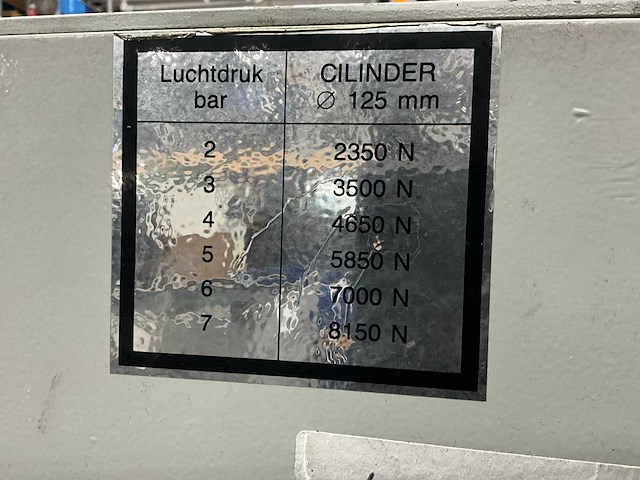 Luchtdruk CILINDER
bar Ø 125 mm
2 2350 N
3 3500 N
4 4650 N
5 5850 N
6 7000 N
7 8150 N